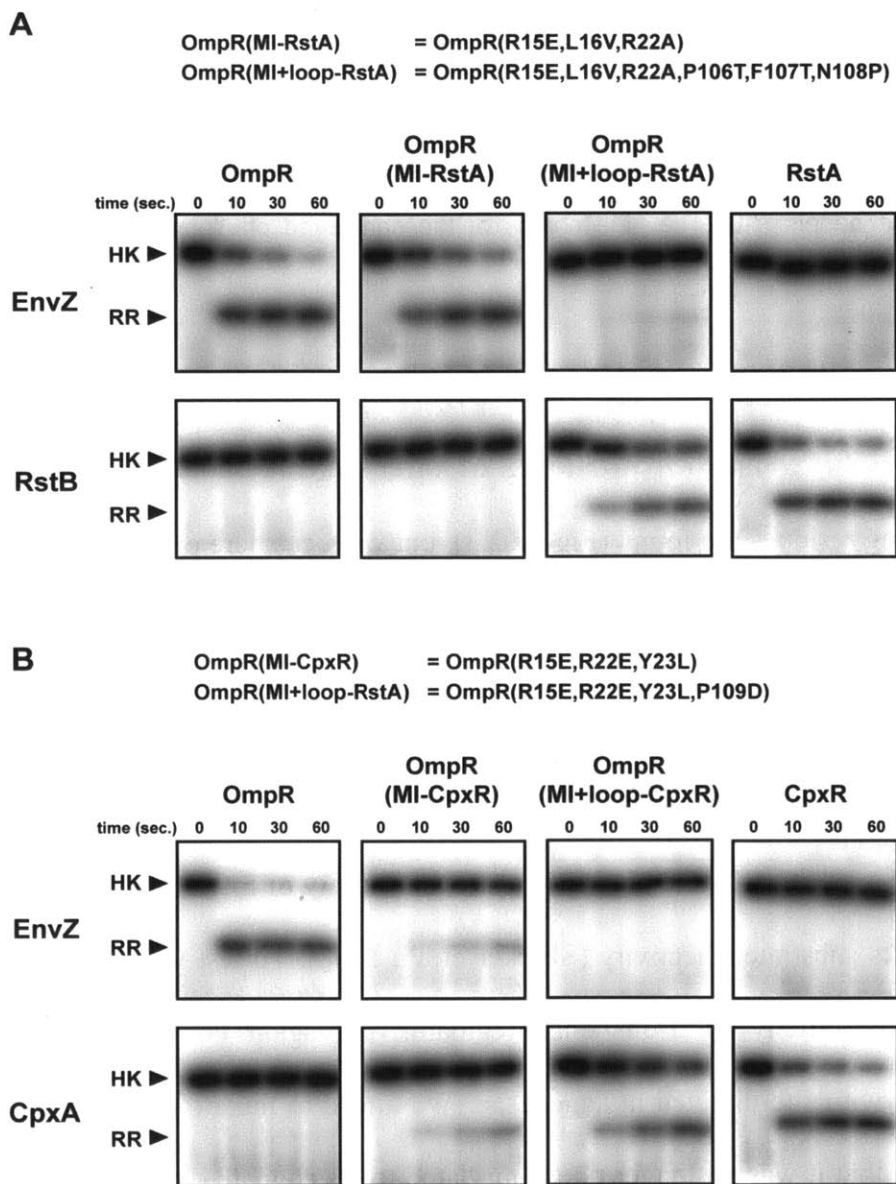 A
OmpR(MI-RstA) = OmpR(R15E,L16V,R22A)
OmpR(MI+loop-RstA) = OmpR(R15E,L16V,R22A,P106T,F107T,N108P)
OmpR
OmpR
(MI-RstA)
OmpR
(MI+loop-RstA)
RstA
time (sec.) 0 10 30 60 0 10 30 60 0 10 30 60 0 10 30 60
HK
EnvZ
RR
HK
RstB
RR
B
OmpR(MI-CpxR) = OmpR(R15E,R22E,Y23L)
OmpR(MI+loop-RstA) = OmpR(R15E,R22E,Y23L,P109D)
OmpR
OmpR
(MI-CpxR)
OmpR
(MI+loop-CpxR)
CpxR
time (sec.) 0 10 30 60 0 10 30 60 0 10 30 60 0 10 30 60
HK
EnvZ
RR
HK
CpxA
RR